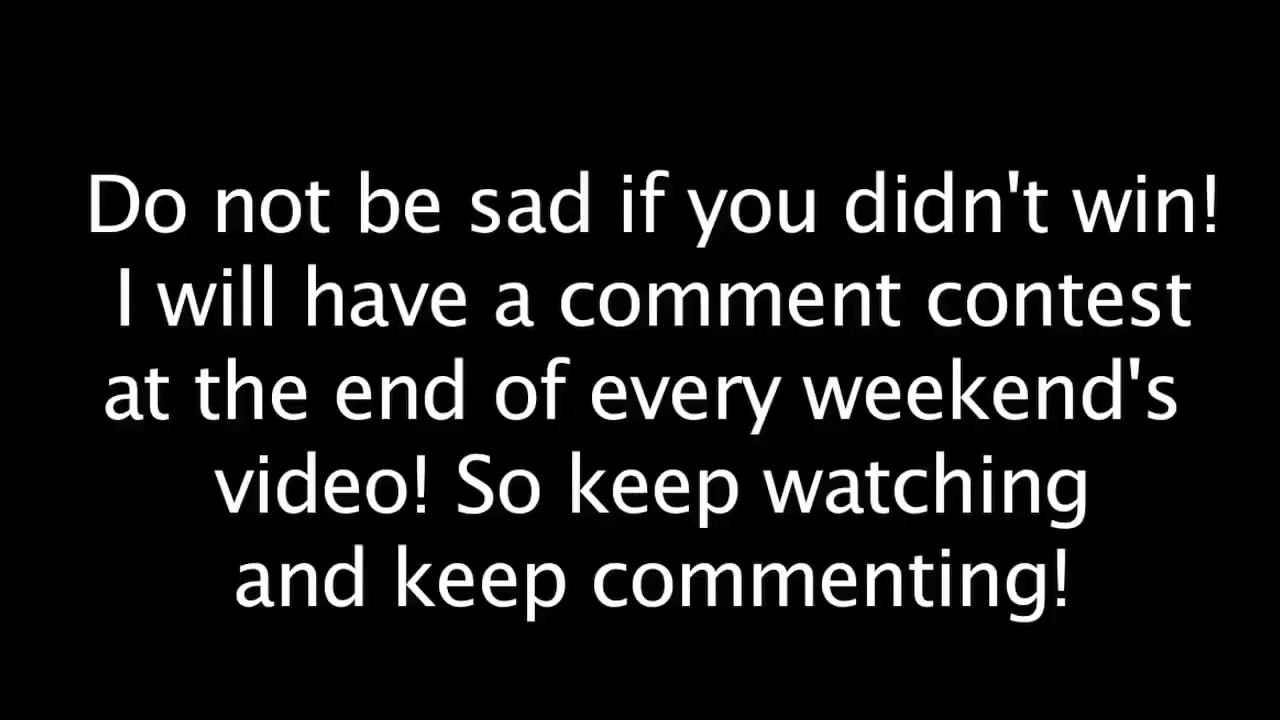 Do not be sad if you didn't win!
I will have a comment contest
at the end of every weekend's
video! So keep watching
and keep commenting!